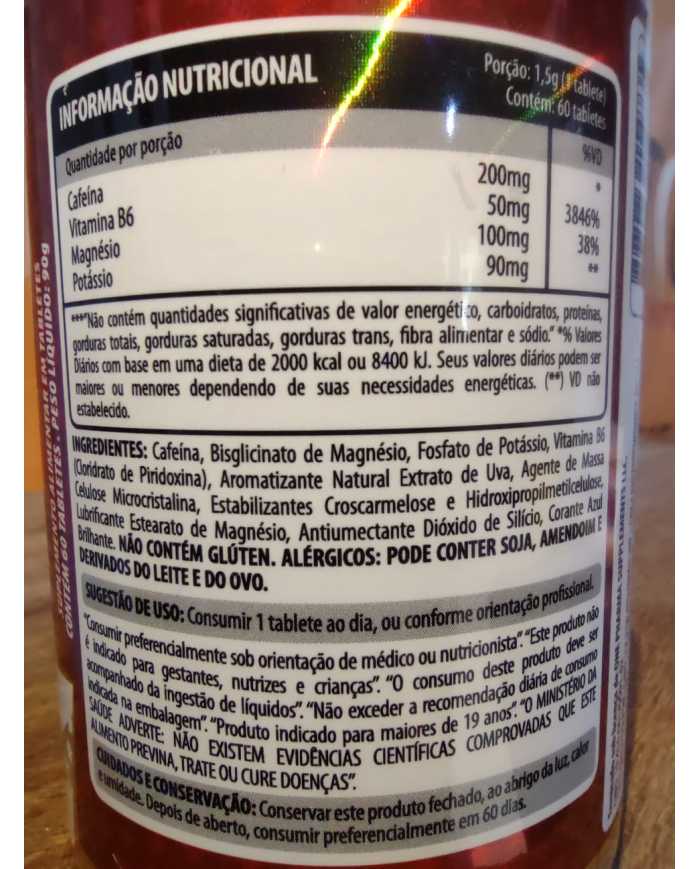 INFORMAÇÃO NUTRICIONAL
Porção: 1,5g (1 tablete)
Contém: 60 tabletes
Quantidade por porção
%VD
Cafeína 200mg *
Vitamina B6 50mg 3846%
Magnésio 100mg 38%
Potássio 90mg **
"**"Não contém quantidades significativas de valor energético, carboidratos, proteínas,
gorduras totais, gorduras saturadas, gorduras trans, fibra alimentar e sódio." *% Valores
Diários com base em uma dieta de 2000 kcal ou 8400 kJ. Seus valores diários podem ser
maiores ou menores dependendo de suas necessidades energéticas. (**) VD não
estabelecido.
INGREDIENTES: Cafeína, Bisglicinato de Magnésio, Fosfato de Potássio, Vitamina B6
(Cloridrato de Piridoxina), Aromatizante Natural Extrato de Uva, Agente de Massa
Celulose Microcristalina, Estabilizantes Croscarmelose e Hidroxipropilmetilcelulose,
Lubrificante Estearato de Magnésio, Antiumectante Dióxido de Silício, Corante Azul
Brilhante. NÃO CONTÉM GLÚTEN. ALÉRGICOS: PODE CONTER SOJA, AMENDOIM E
DERIVADOS DO LEITE E DO OVO.
SUGESTÃO DE USO: Consumir 1 tablete ao dia, ou conforme orientação profissional.
"Consumir preferencialmente sob orientação de médico ou nutricionista". "Este produto não
é indicado para gestantes, nutrizes e crianças". "O consumo deste produto deve ser
acompanhado da ingestão de líquidos". "Não exceder a recomendação diária de consumo
indicada na embalagem". "Produto indicado para maiores de 19 anos". "O MINISTÉRIO DA
SAÚDE ADVERTE: NÃO EXISTEM EVIDÊNCIAS CIENTÍFICAS COMPROVADAS QUE ESTE
ALIMENTO PREVINA, TRATE OU CURE DOENÇAS".
CUIDADOS E CONSERVAÇÃO: Conservar este produto fechado, ao abrigo da luz, calor
e umidade. Depois de aberto, consumir preferencialmente em 60 dias.
SUPLEMENTO ALIMENTAR EM TABLETES
CONTÉM 60 TABLETES - PESO LÍQUIDO: 90g
PHARMA SUPPLEMENTS